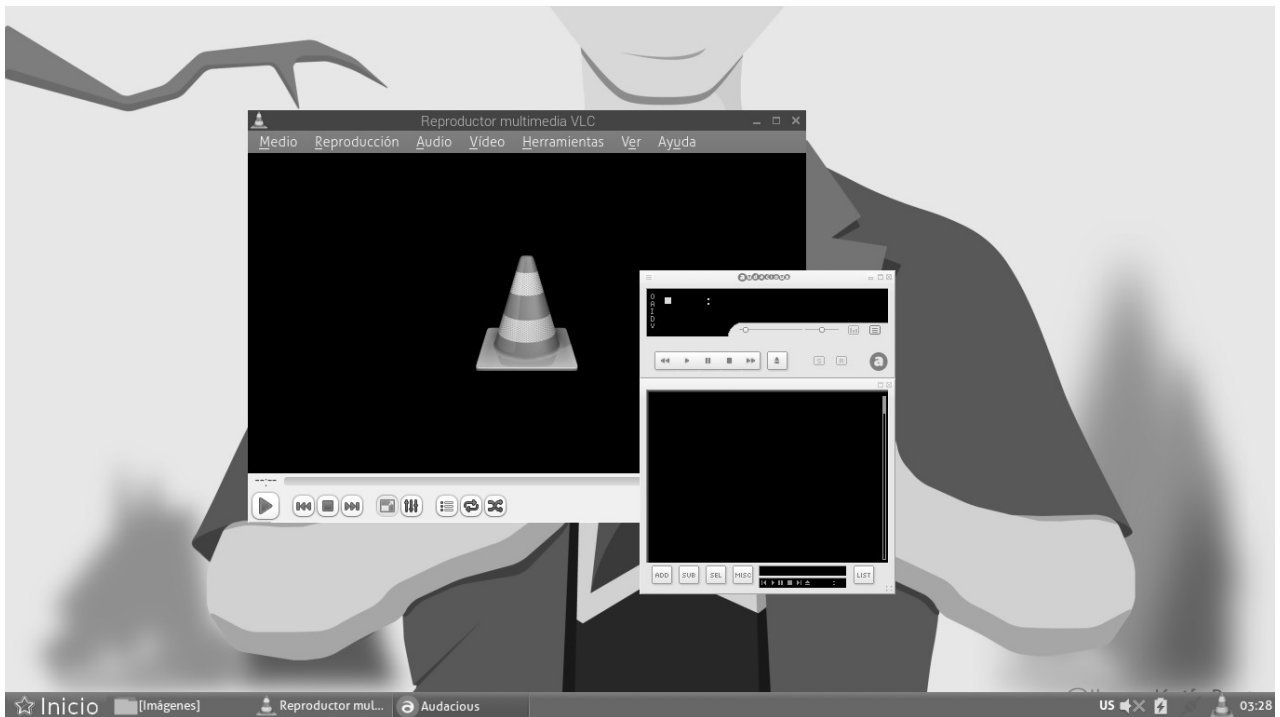 Reproductor multimedia VLC
Medio Reproducción Audio Vídeo Herramientas Ver Ayuda
AUDACIOUS
O
A
I
D
V
--:--
ADD SUB SEL MISC LIST
Inicio [Imágenes] Reproductor mul... Audacious US 03:28